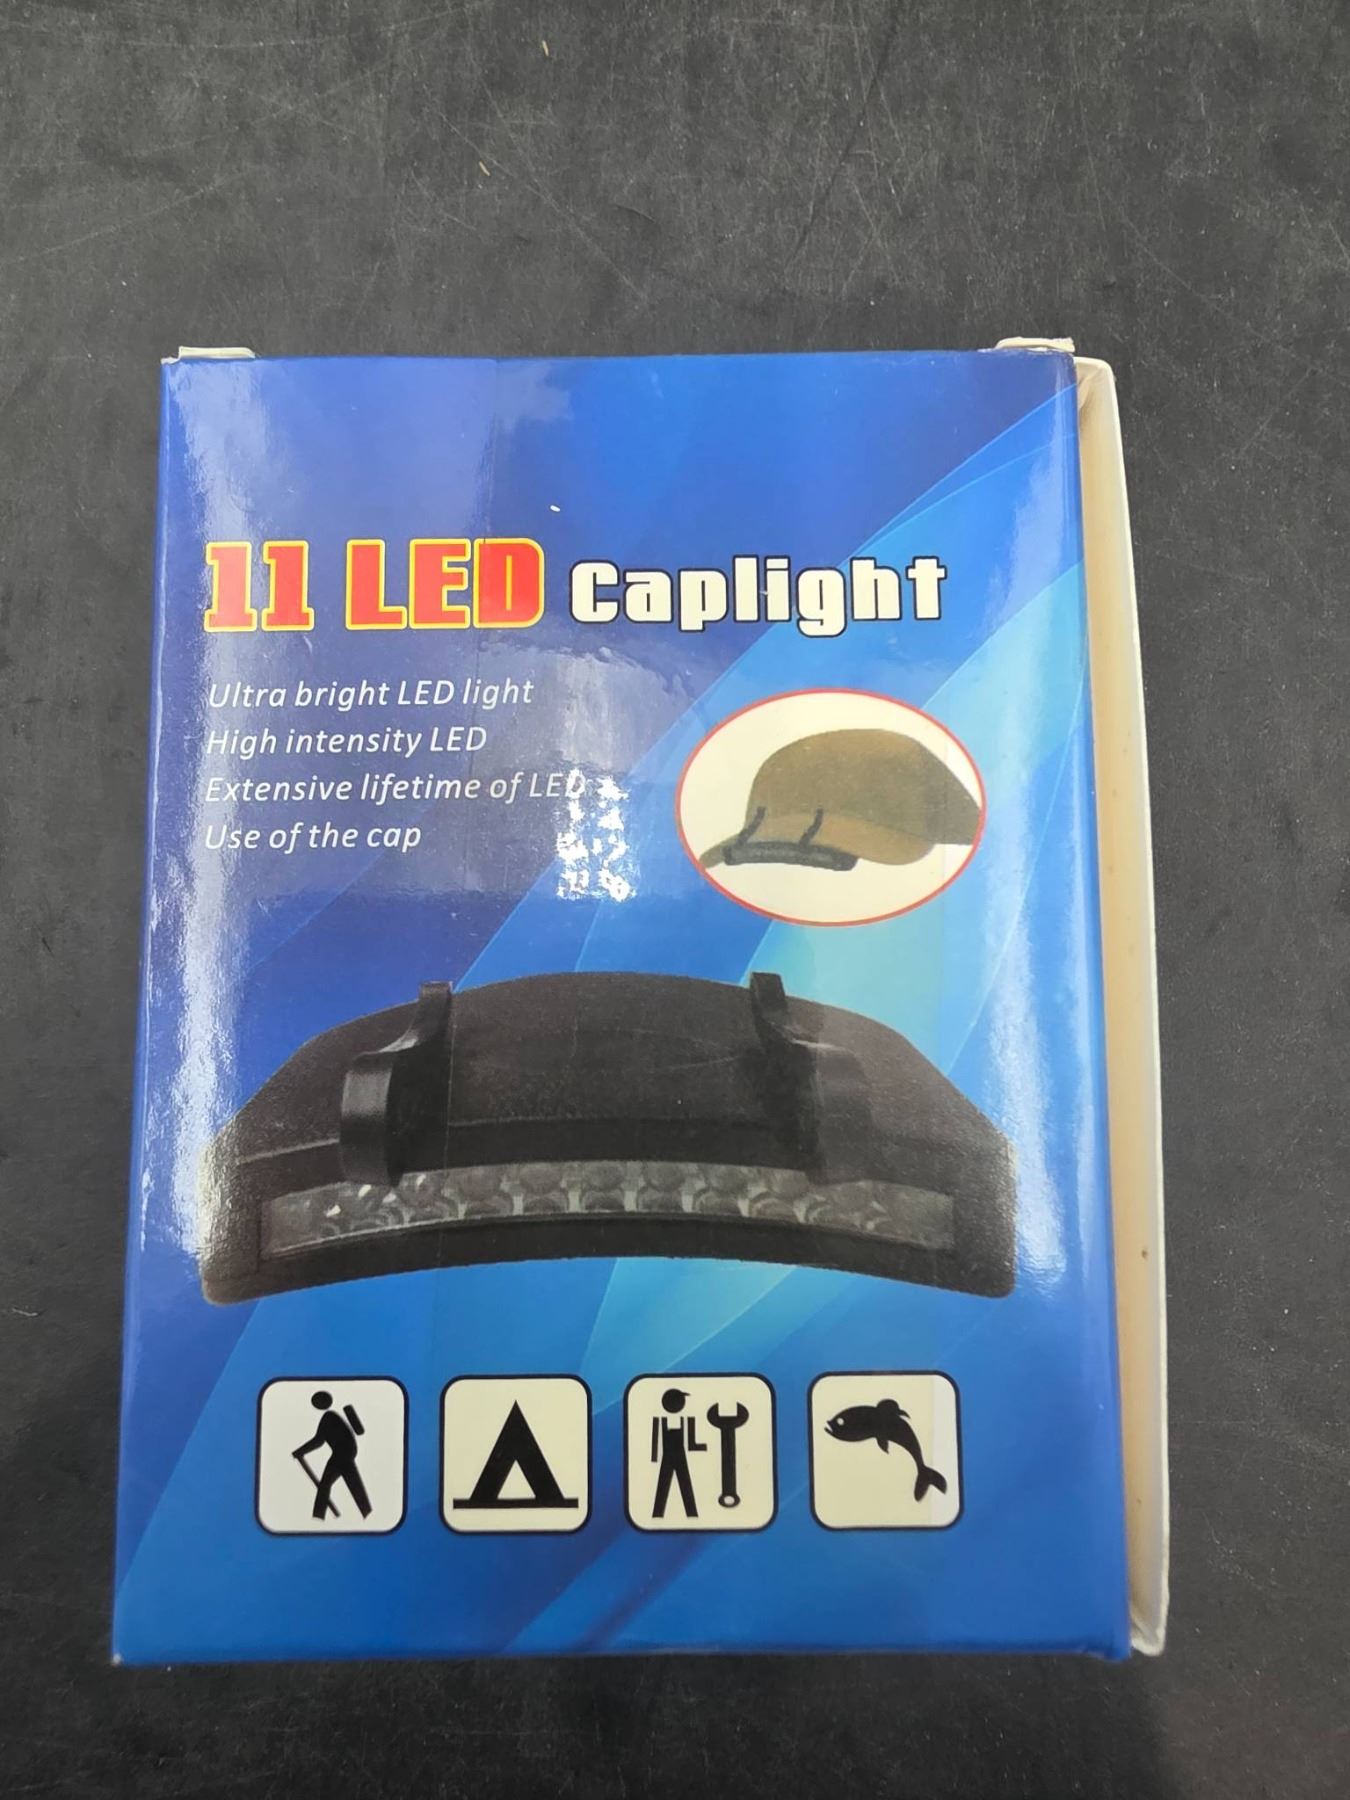 11 LED Caplight
Ultra bright LED light
High intensity LED
Extensive lifetime of LED
Use of the cap